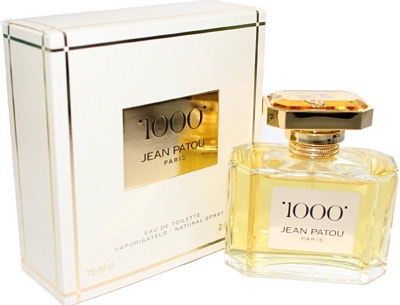 '1000'
JEAN PATOU
PARIS
EAU DE TOILETTE
VAPORISATEUR NATURAL SPRAY
75 ml e
'1000'
JEAN PATOU
PARIS